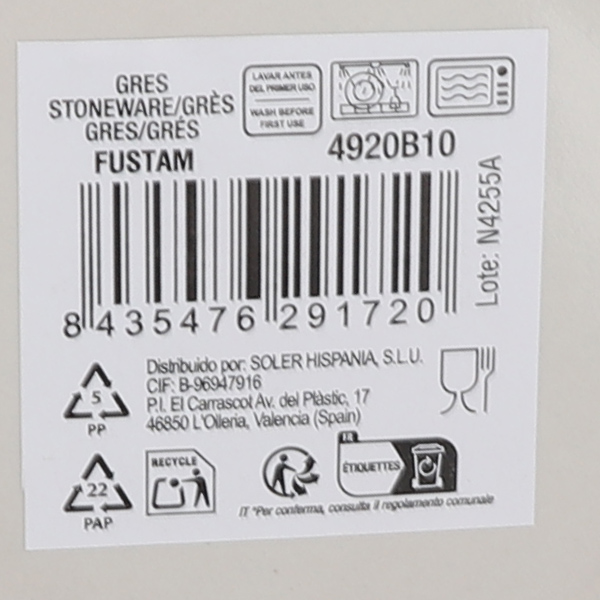 GRES
STONEWARE/GRÈS
GRES/GRÉS
FUSTAM
LAVAR ANTES
DEL PRIMER USO
WASH BEFORE
FIRST USE
4920B10
Lote: N4255A
8 435476 291720
Distribuido por: SOLER HISPANIA, S.L.U.
CIF: B-96947916
P.I. El Carrascot Av. del Plàstic, 17
46850 L'Olleria, Valencia (Spain)
5
PP
22
PAP
RECYCLE
FR
ÉTIQUETTES
IT *Per conferma, consulta il regolamento comunale